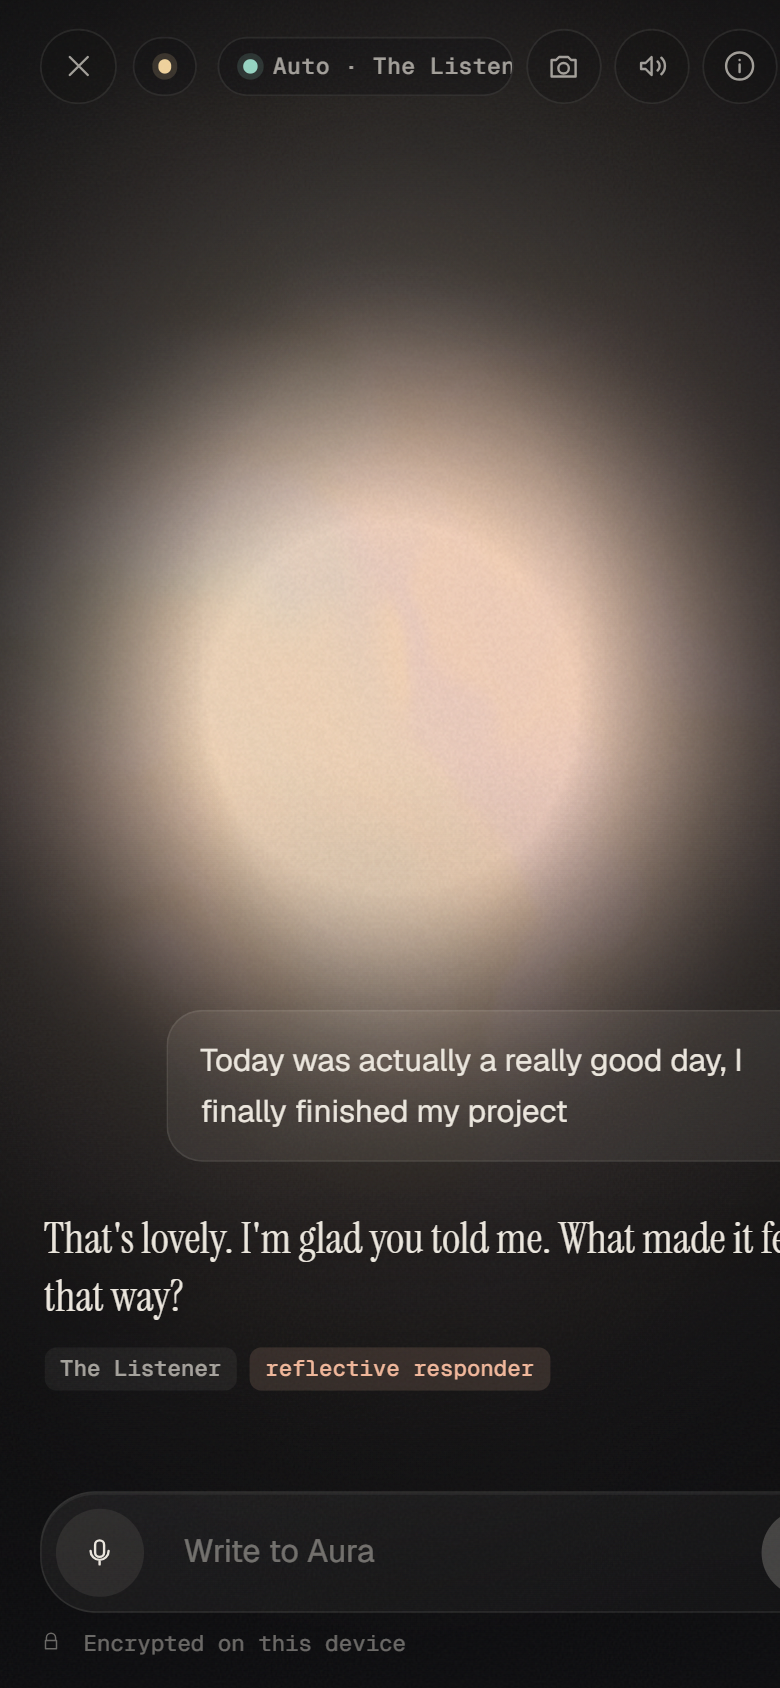 Auto · The Listen
Today was actually a really good day, I
finally finished my project
That's lovely. I'm glad you told me. What made it fe
that way?
The Listener
reflective responder
Write to Aura
Encrypted on this device